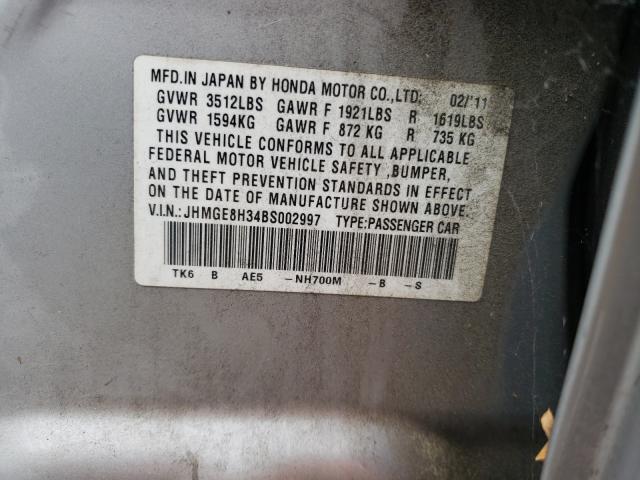 MFD.IN JAPAN BY HONDA MOTOR CO.,LTD: 02/'11
GVWR 3512LBS GAWR F 1921LBS R 1619LBS
GVWR 1594KG GAWR F 872 KG R 735 KG
THIS VEHICLE CONFORMS TO ALL APPLICABLE
FEDERAL MOTOR VEHICLE SAFETY ,BUMPER,
AND THEFT PREVENTION STANDARDS IN EFFECT
ON THE DATE OF MANUFACTURE SHOWN ABOVE.
V.I.N.:JHMGE8H34BS002997 TYPE:PASSENGER CAR
TK6 B AE5 -NH700M -B -S